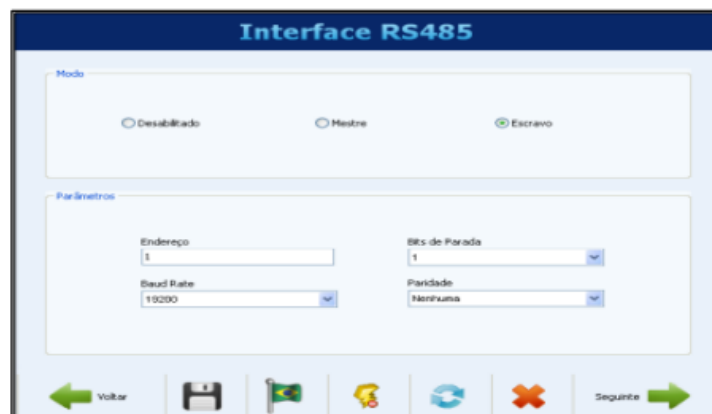 Interface RS485
Modo
Desabilitado Mestre Escravo
Parâmetros
Endereço Bits de Parada
1 1
Baud Rate Paridade
19200 Nenhuma
Voltar Seguinte